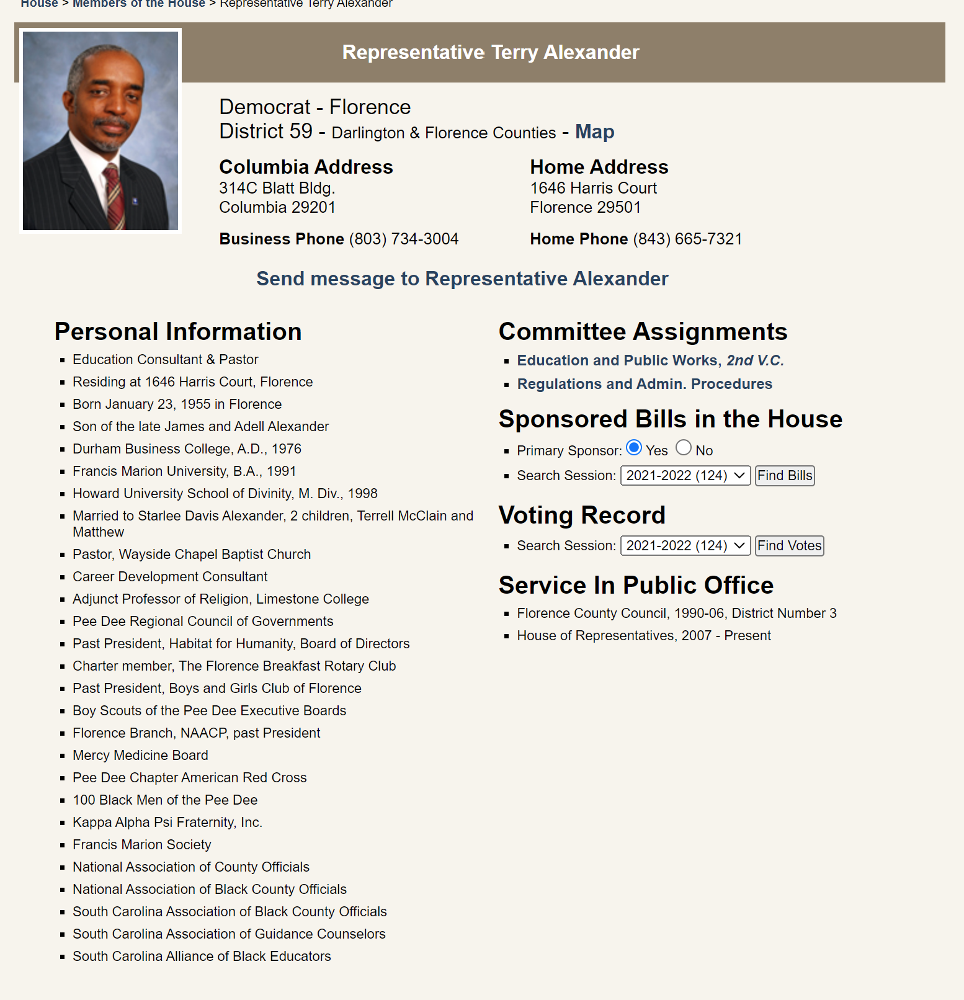 House > Members of the House > Representative Terry Alexander
Representative Terry Alexander
Democrat - Florence
District 59 - Darlington & Florence Counties - Map
Columbia Address
314C Blatt Bldg.
Columbia 29201
Business Phone (803) 734-3004
Home Address
1646 Harris Court
Florence 29501
Home Phone (843) 665-7321
Send message to Representative Alexander
Personal Information
Education Consultant & Pastor
Residing at 1646 Harris Court, Florence
Born January 23, 1955 in Florence
Son of the late James and Adell Alexander
Durham Business College, A.D., 1976
Francis Marion University, B.A., 1991
Howard University School of Divinity, M. Div., 1998
Married to Starlee Davis Alexander, 2 children, Terrell McClain and
Matthew
Pastor, Wayside Chapel Baptist Church
Career Development Consultant
Adjunct Professor of Religion, Limestone College
Pee Dee Regional Council of Governments
Past President, Habitat for Humanity, Board of Directors
Charter member, The Florence Breakfast Rotary Club
Past President, Boys and Girls Club of Florence
Boy Scouts of the Pee Dee Executive Boards
Florence Branch, NAACP, past President
Mercy Medicine Board
Pee Dee Chapter American Red Cross
100 Black Men of the Pee Dee
Kappa Alpha Psi Fraternity, Inc.
Francis Marion Society
National Association of County Officials
National Association of Black County Officials
South Carolina Association of Black County Officials
South Carolina Association of Guidance Counselors
South Carolina Alliance of Black Educators
Committee Assignments
Education and Public Works, 2nd V.C.
Regulations and Admin. Procedures
Sponsored Bills in the House
Primary Sponsor: Yes No
Search Session: 2021-2022 (124) Find Bills
Voting Record
Search Session: 2021-2022 (124) Find Votes
Service In Public Office
Florence County Council, 1990-06, District Number 3
House of Representatives, 2007 - Present